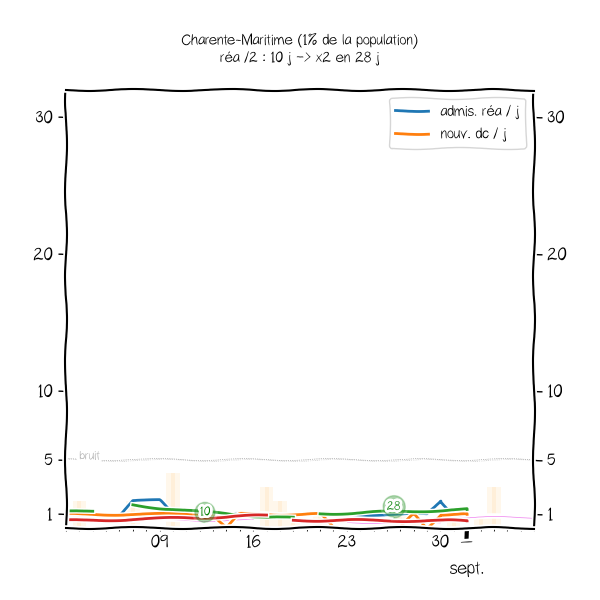 Charente-Maritime (1% de la population)
réa /2 : 10 j -> x2 en 28 j
admis. réa / j
nouv. dc / j
30
30
20
20
10
10
5
bruit
5
10
28
1
1
09
16
23
30
1
sept.